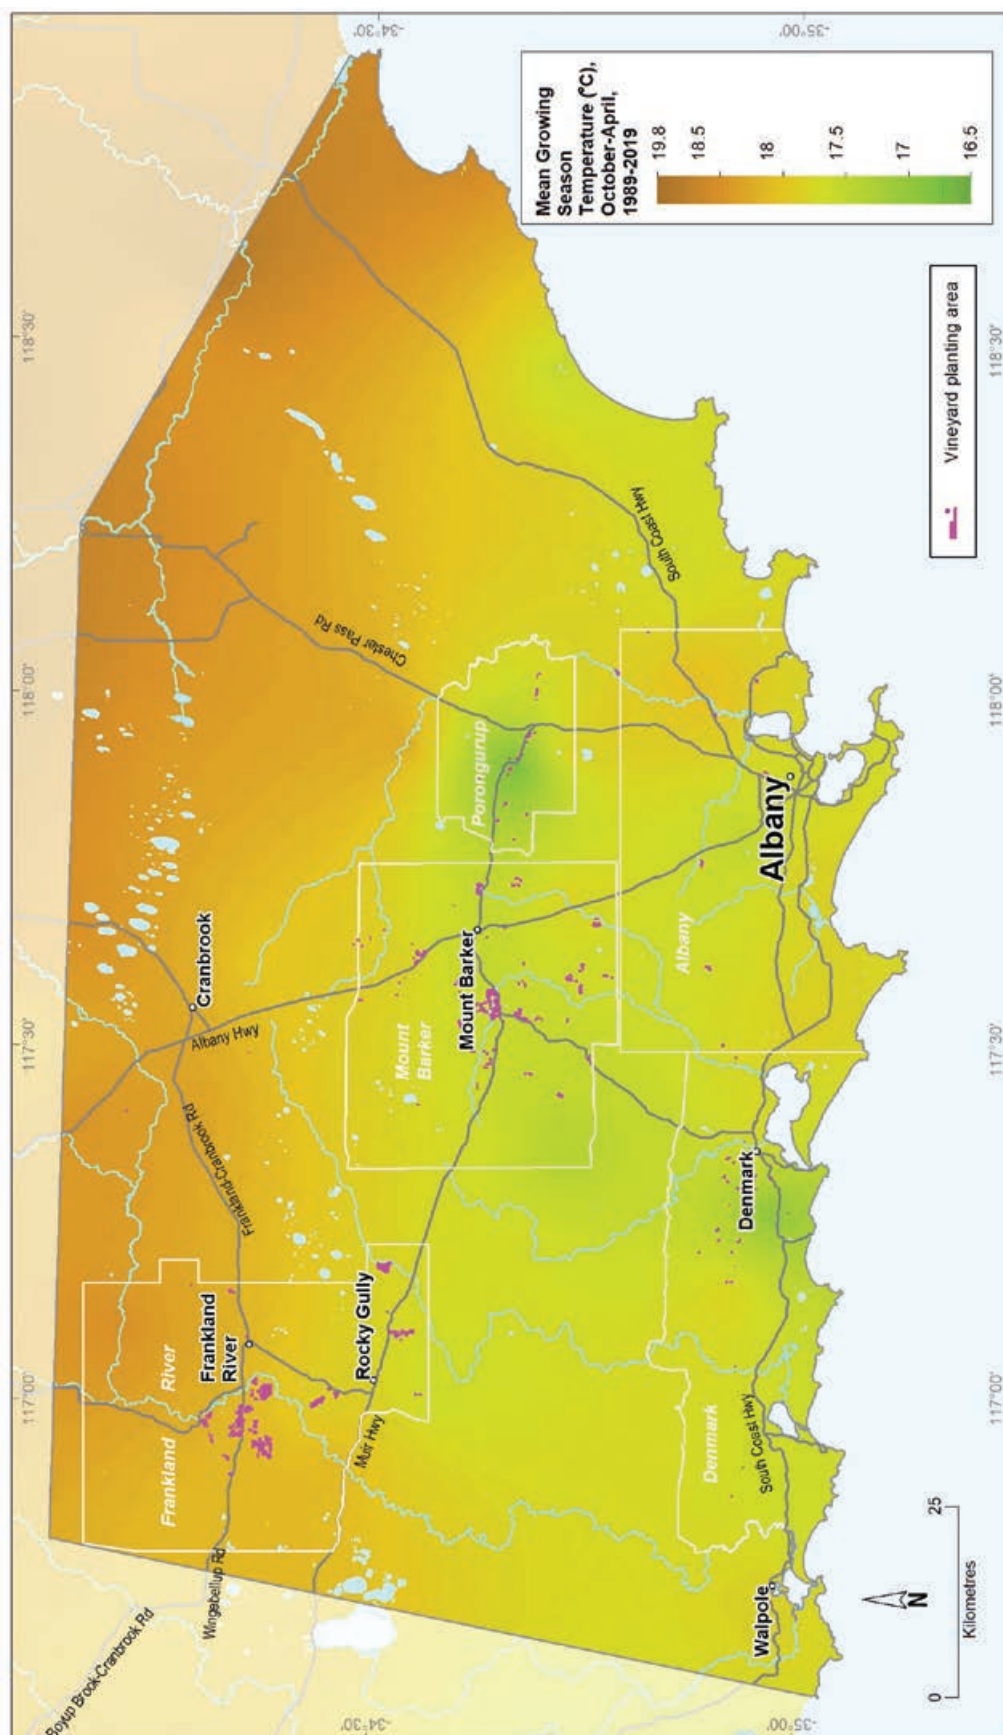 117°00'
117°30'
118°00'
118°30'
Boyup Brook-Cranbrook Rd
Wingebellup Rd
Frankland River
Frankland
River
Frankland-Cranbrook Rd
Albany Hwy
Cranbrook
Chester Pass Rd
-34°30'
-34°30'
Muir Hwy
Rocky Gully
Mount
Barker
Mount Barker
Porongurup
South Coast Hwy
Denmark
South Coast Hwy
Denmark
Albany
Albany
Walpole
-35°00'
-35°00'
Mean Growing
Season
Temperature (°C),
October-April,
1989-2019
19.8
18.5
18
17.5
17
16.5
Vineyard planting area
N
0
25
Kilometres
117°00'
117°30'
118°00'
118°30'